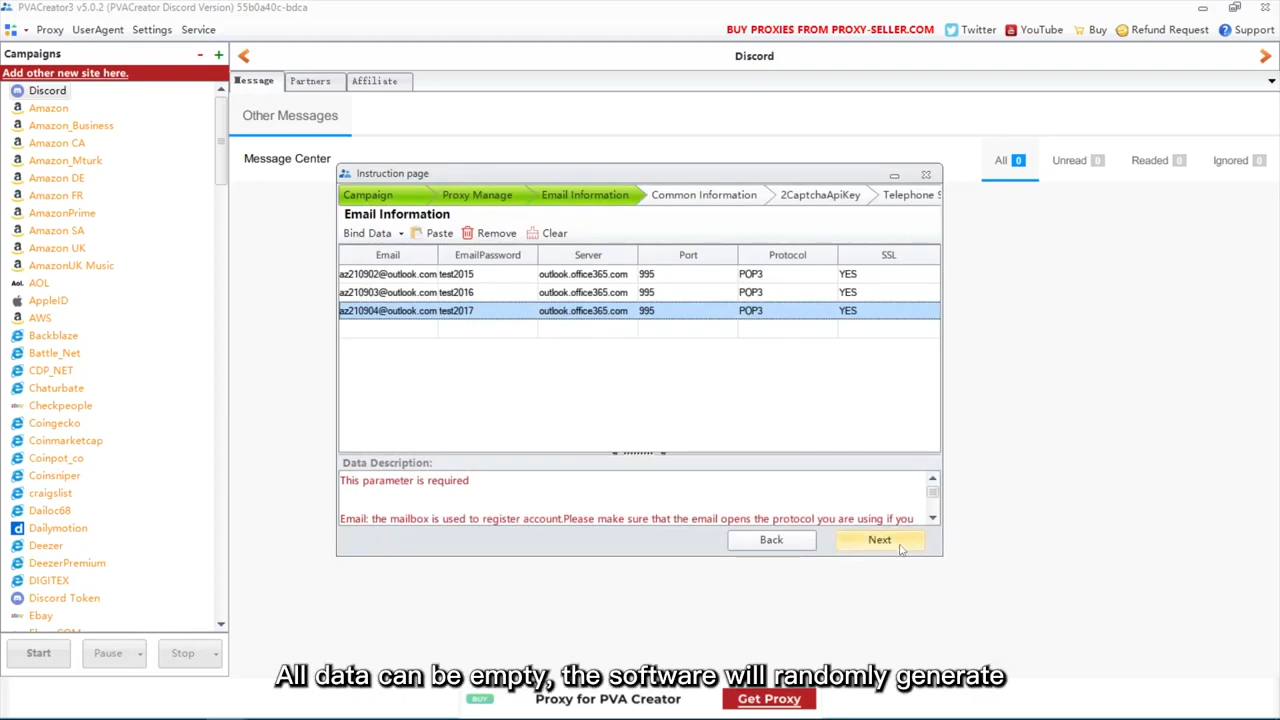 PVACreator3 v5.0.2 (PVACreator Discord Version) 55b0a40c-bdca
Proxy UserAgent Settings Service
BUY PROXIES FROM PROXY-SELLER.COM Twitter YouTube Buy Refund Request Support
Campaigns - +
Discord
Add other new site here.
Message Partners Affiliate
Discord
Amazon
Amazon_Business
Amazon CA
Amazon_Mturk
Amazon DE
Amazon FR
AmazonPrime
Amazon SA
Amazon UK
AmazonUK Music
AOL
AppleID
AWS
Backblaze
Battle_Net
CDP_NET
Chaturbate
Checkpeople
Coingecko
Coinmarketcap
Coinpot_co
Coinsniper
craigslist
Dailoc68
Dailymotion
Deezer
DeezerPremium
DIGITEX
Discord Token
Ebay
Start Pause Stop
Other Messages
Message Center
All 0 Unread 0 Readed 0 Ignored 0
Instruction page
Campaign Proxy Manage Email Information Common Information 2CaptchaApiKey Telephone S
Email Information
Bind Data Paste Remove Clear
Email EmailPassword Server Port Protocol SSL
az210902@outlook.com test2015 outlook.office365.com 995 POP3 YES
az210903@outlook.com test2016 outlook.office365.com 995 POP3 YES
az210904@outlook.com test2017 outlook.office365.com 995 POP3 YES
Data Description:
This parameter is required
Email: the mailbox is used to register account.Please make sure that the email opens the protocol you are using if you
Back Next
All data can be empty, the software will randomly generate
BUY Proxy for PVA Creator Get Proxy